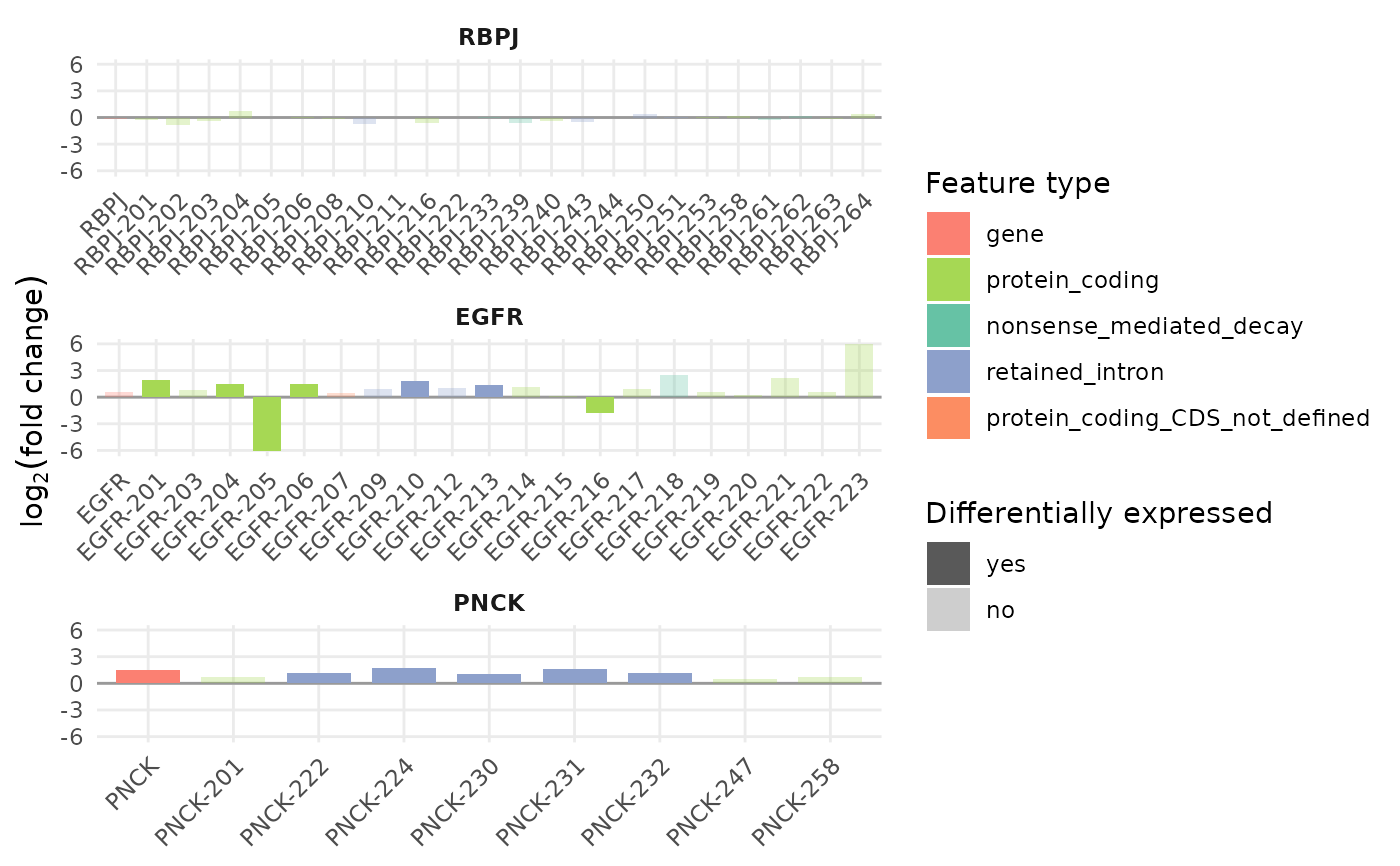 RBPJ
6
3
0
-3
-6
RBPJ
RBPJ-201
RBPJ-202
RBPJ-203
RBPJ-204
RBPJ-205
RBPJ-206
RBPJ-208
RBPJ-210
RBPJ-211
RBPJ-216
RBPJ-222
RBPJ-233
RBPJ-239
RBPJ-240
RBPJ-243
RBPJ-244
RBPJ-250
RBPJ-251
RBPJ-253
RBPJ-258
RBPJ-261
RBPJ-262
RBPJ-263
RBPJ-264
log₂(fold change)
EGFR
6
3
0
-3
-6
EGFR
EGFR-201
EGFR-203
EGFR-204
EGFR-205
EGFR-206
EGFR-207
EGFR-209
EGFR-210
EGFR-212
EGFR-213
EGFR-214
EGFR-215
EGFR-216
EGFR-217
EGFR-218
EGFR-219
EGFR-220
EGFR-221
EGFR-222
EGFR-223
PNCK
6
3
0
-3
-6
PNCK
PNCK-201
PNCK-222
PNCK-224
PNCK-230
PNCK-231
PNCK-232
PNCK-247
PNCK-258
Feature type
gene
protein_coding
nonsense_mediated_decay
retained_intron
protein_coding_CDS_not_defined
Differentially expressed
yes
no